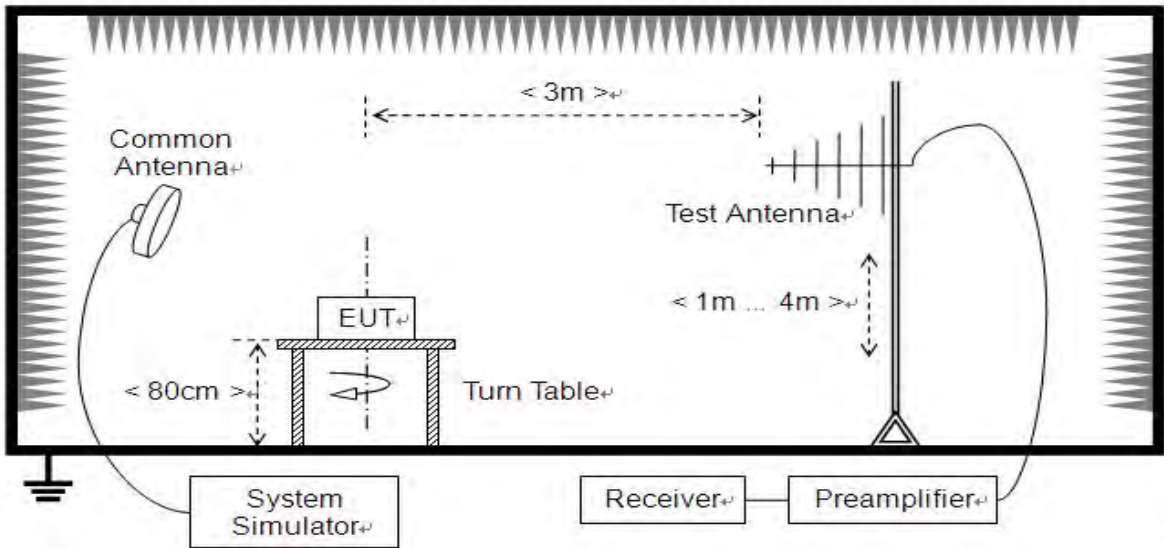 < 3m >↵
Common
Antenna↵
Test Antenna↵
< 1m ... 4m >↵
EUT↵
< 80cm >↵
Turn Table↵
System
Simulator↵
Receiver↵
Preamplifier↵